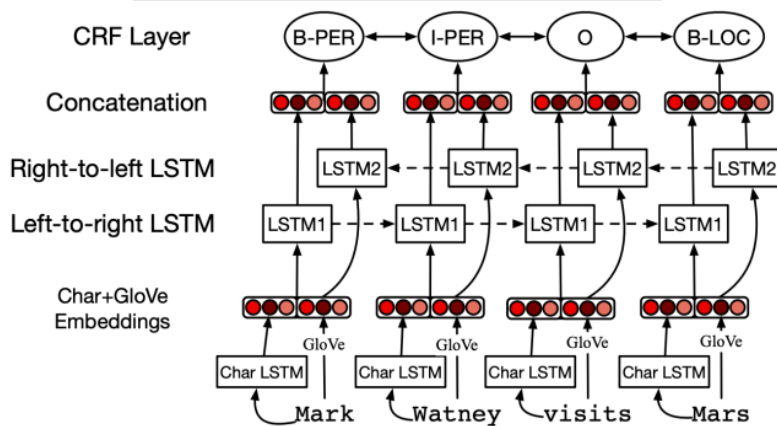 CRF Layer B-PER I-PER O B-LOC
Concatenation
Right-to-left LSTM LSTM2 LSTM2 LSTM2 LSTM2
Left-to-right LSTM LSTM1 LSTM1 LSTM1 LSTM1
Char+GloVe
Embeddings
GloVe GloVe GloVe GloVe
Char LSTM Char LSTM Char LSTM Char LSTM
Mark Watney visits Mars